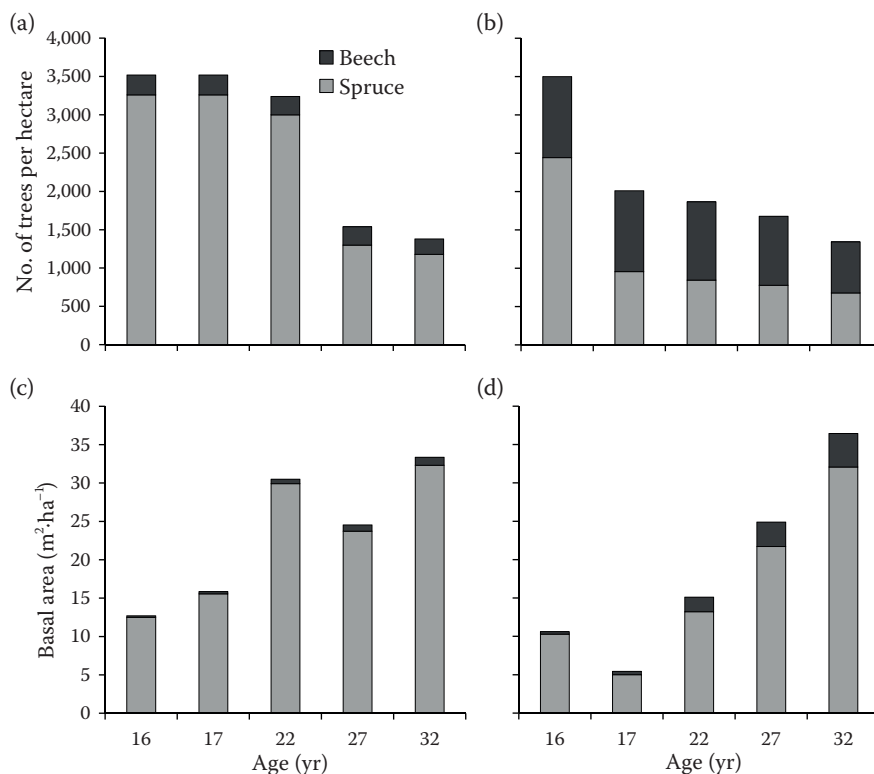 (a)
(b)
4,000
3,500
3,000
2,500
2,000
1,500
1,000
500
0
No. of trees per hectare
Beech
Spruce
(c)
(d)
40
35
30
25
20
15
10
5
0
Basal area (m²·ha⁻¹)
16 17 22 27 32
Age (yr)
16 17 22 27 32
Age (yr)